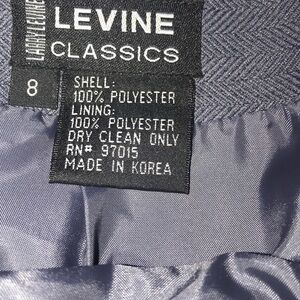 LARRY LEVINE
LEVINE
CLASSICS
8
SHELL:
100% POLYESTER
LINING:
100% POLYESTER
DRY CLEAN ONLY
RN# 97015
MADE IN KOREA